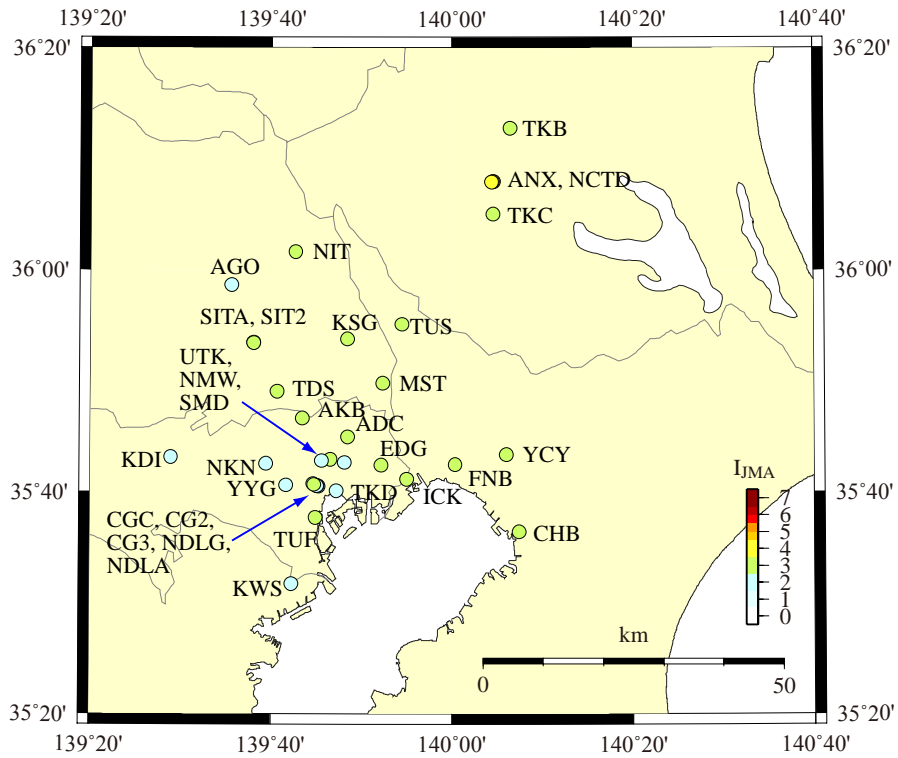 139°20' 139°40' 140°00' 140°20' 140°40'
36°20' 36°20'
TKB
ANX, NCTD
TKC
NIT
36°00' 36°00'
AGO
SITA, SIT2
KSG
TUS
UTK,
NMW,
SMD
TDS
MST
AKB
ADC
EDG
YCY
KDI
NKN
FNB
YYG
TKD
ICK
35°40' 35°40'
CGC, CG2,
CG3, NDLG,
NDLA
TUF
CHB
KWS
IJMA
7
6
5
4
3
2
1
0
km
0 50
35°20' 35°20'
139°20' 139°40' 140°00' 140°20' 140°40'